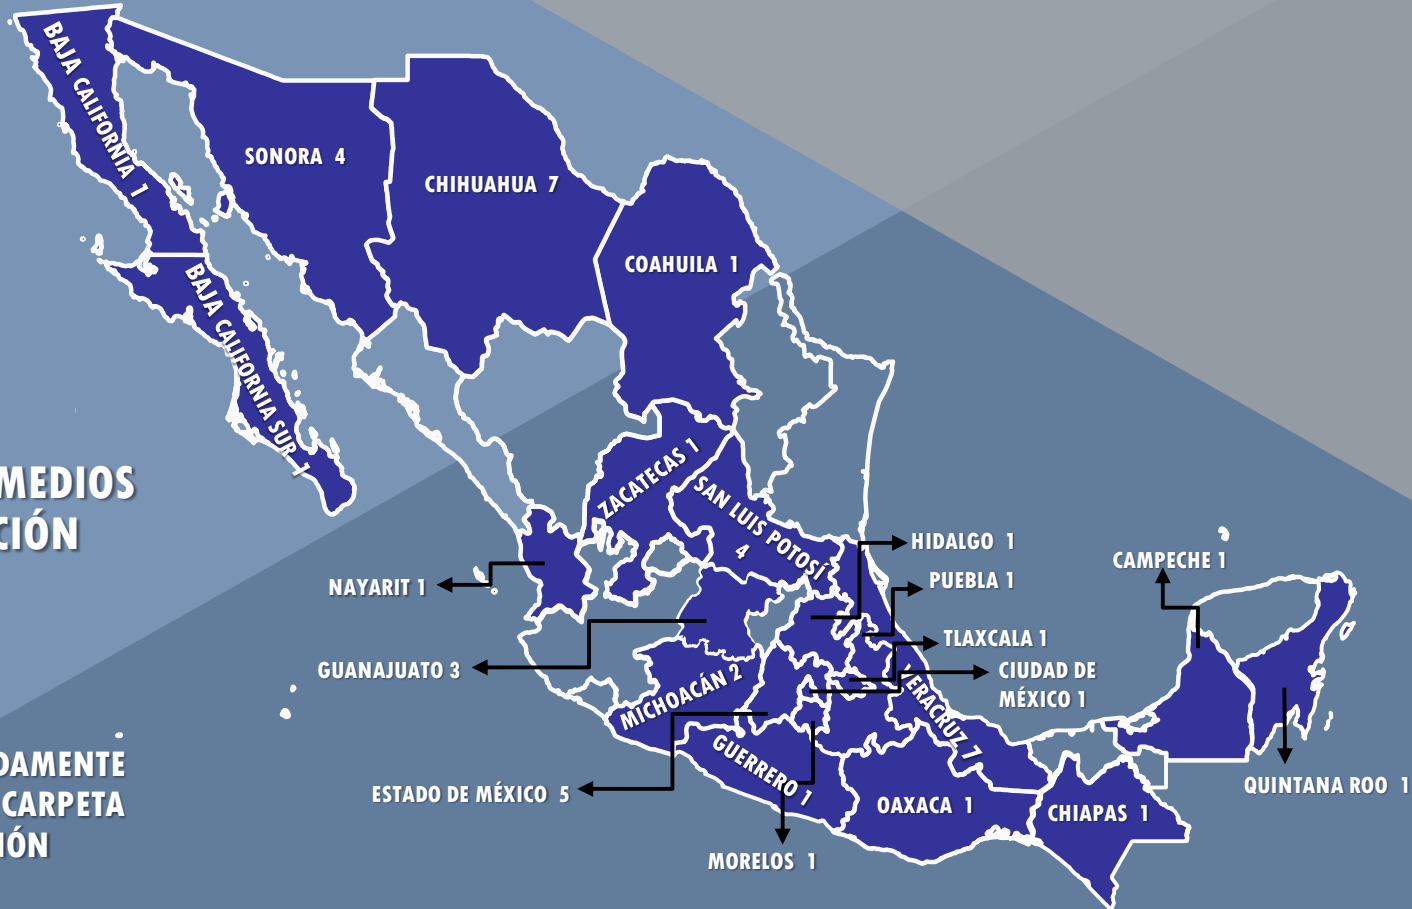 BAJA CALIFORNIA 1
SONORA 4
CHIHUAHUA 7
COAHUILA 1
BAJA CALIFORNIA SUR 1
ZACATECAS 1
SAN LUIS POTOSÍ
4
MEDIOS
CIÓN
HIDALGO 1
CAMPECHE 1
PUEBLA 1
NAYARIT 1
TLAXCALA 1
GUANAJUATO 3
CIUDAD DE
MÉXICO 1
MICHOACÁN 2
VERACRUZ 7
GUERRERO 1
DAMENTE
CARPETA
IÓN
ESTADO DE MÉXICO 5
QUINTANA ROO 1
OAXACA 1
CHIAPAS 1
MORELOS 1